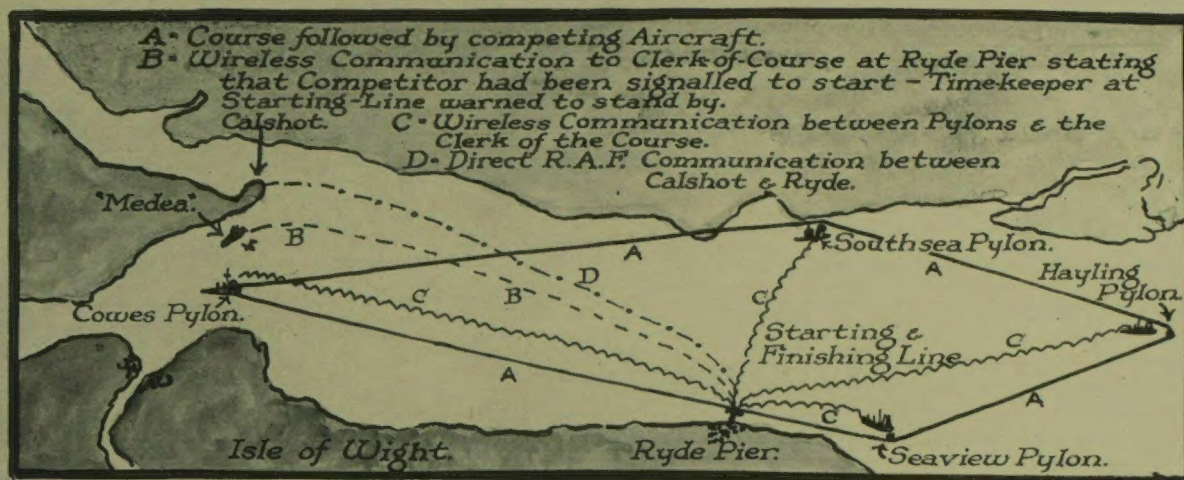 A = Course followed by competing Aircraft.
B = Wireless Communication to Clerk-of-Course at Ryde Pier stating
that Competitor had been signalled to start – Time-keeper at
Starting-Line warned to stand by.
Calshot.
C = Wireless Communication between Pylons & the
Clerk of the Course.
D = Direct R.A.F. Communication between
Calshot & Ryde.
"Medea".
B
A
Southsea Pylon.
A
Hayling
Pylon.
D
C
B
C
Cowes Pylon.
Starting &
Finishing Line
C
A
C
A
Isle of Wight.
Ryde Pier.
Seaview Pylon.